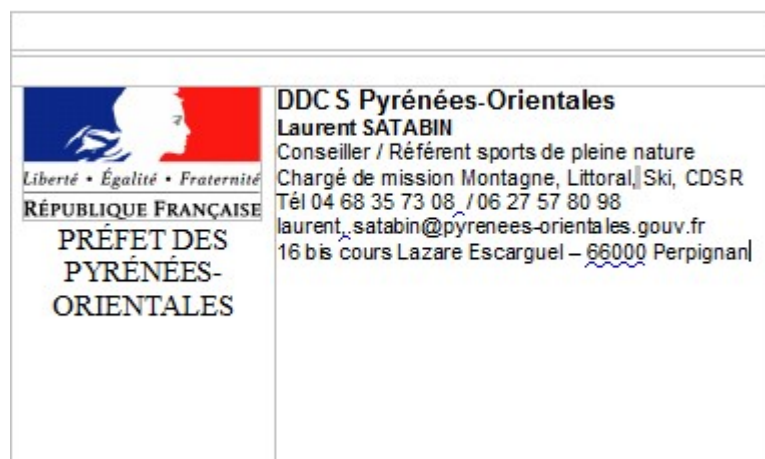 Liberté • Égalité • Fraternité
RÉPUBLIQUE FRANÇAISE
PRÉFET DES
PYRÉNÉES-
ORIENTALES
DDCS Pyrénées-Orientales
Laurent SATABIN
Conseiller / Référent sports de pleine nature
Chargé de mission Montagne, Littoral, Ski, CDSR
Tél 04 68 35 73 08 / 06 27 57 80 98
laurent.satabin@pyrenees-orientales.gouv.fr
16 bis cours Lazare Escarguel – 66000 Perpignan